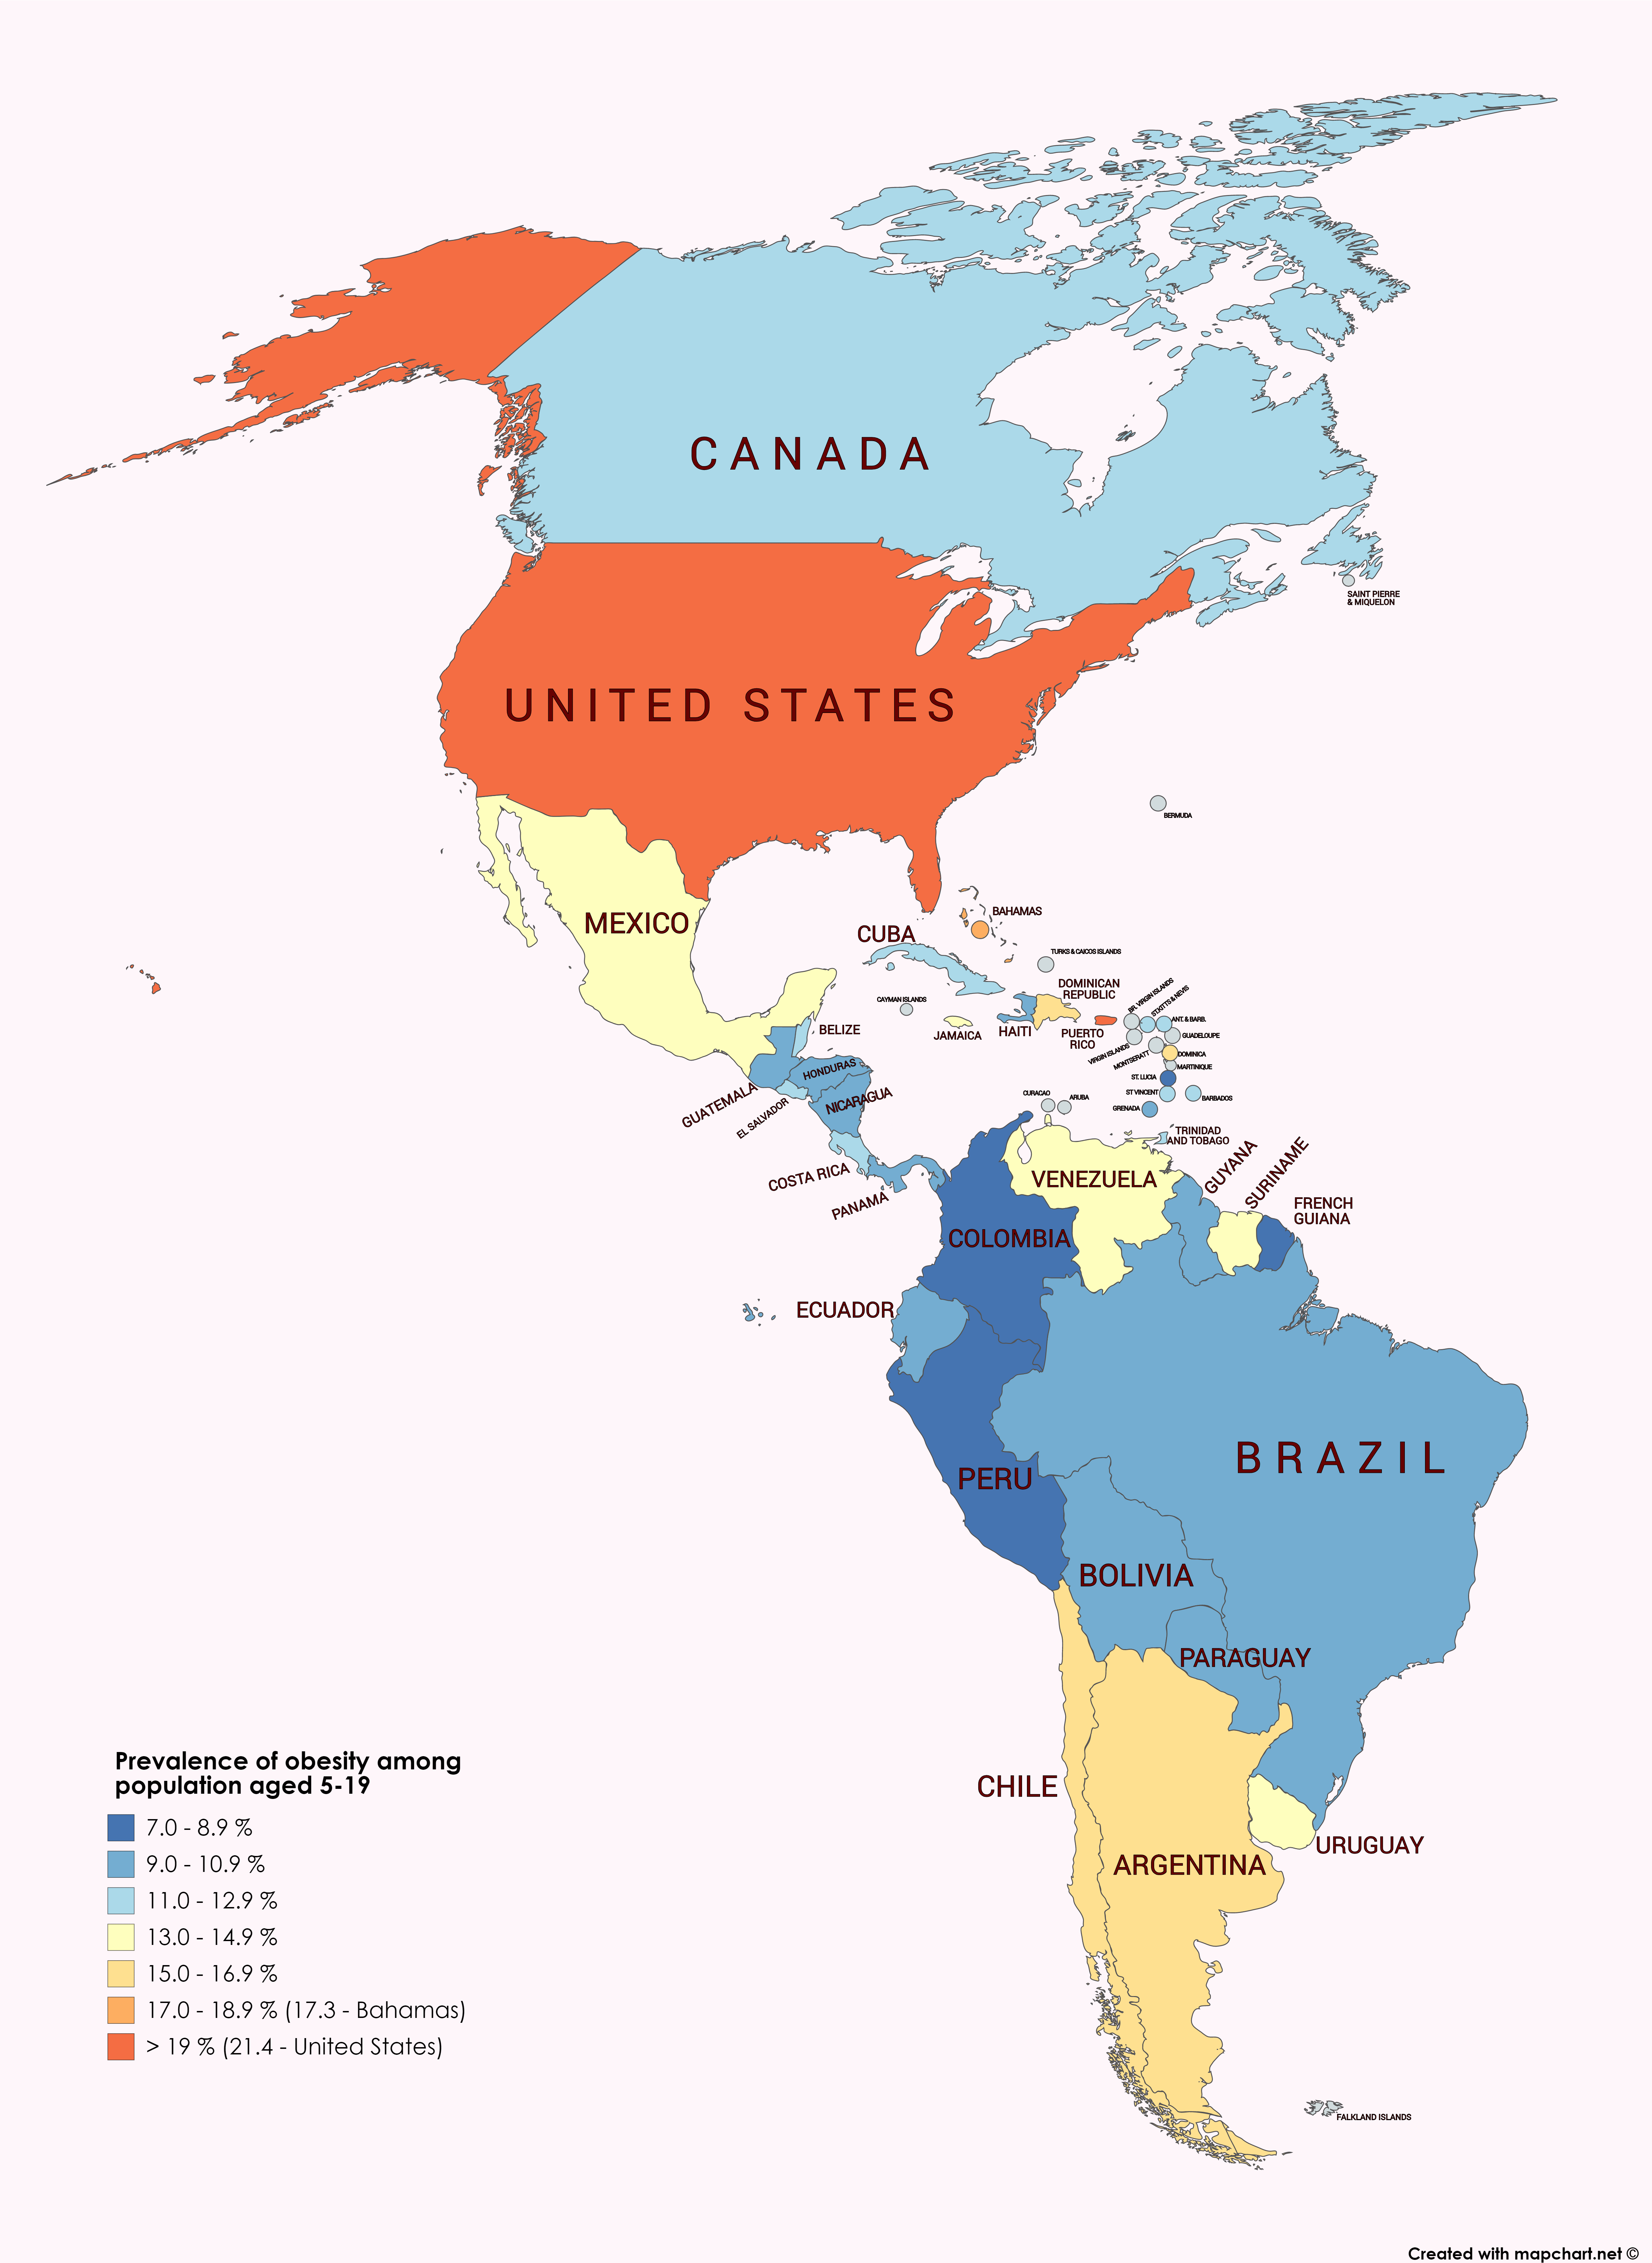 CANADA
SAINT PIERRE
& MIQUELON
UNITED STATES
BERMUDA
MEXICO
BAHAMAS
CUBA
TURKS & CAICOS ISLANDS
DOMINICAN
REPUBLIC
CAYMAN ISLANDS
BR. VIRGIN ISLANDS
ST.KITTS & NEVIS
ANT. & BARB.
BELIZE
JAMAICA
HAITI
PUERTO
RICO
GUADELOUPE
VIRGIN ISLANDS
MONTSERATT
DOMINICA
MARTINIQUE
HONDURAS
ST. LUCIA
GUATEMALA
EL SALVADOR
NICARAGUA
CURACAO
ARUBA
ST VINCENT
BARBADOS
GRENADA
TRINIDAD
AND TOBAGO
COSTA RICA
PANAMA
VENEZUELA
GUYANA
SURINAME
FRENCH
GUIANA
COLOMBIA
ECUADOR
BRAZIL
PERU
BOLIVIA
PARAGUAY
CHILE
URUGUAY
ARGENTINA
FALKLAND ISLANDS
Prevalence of obesity among
population aged 5-19
7.0 - 8.9 %
9.0 - 10.9 %
11.0 - 12.9 %
13.0 - 14.9 %
15.0 - 16.9 %
17.0 - 18.9 % (17.3 - Bahamas)
> 19 % (21.4 - United States)
Created with mapchart.net ©